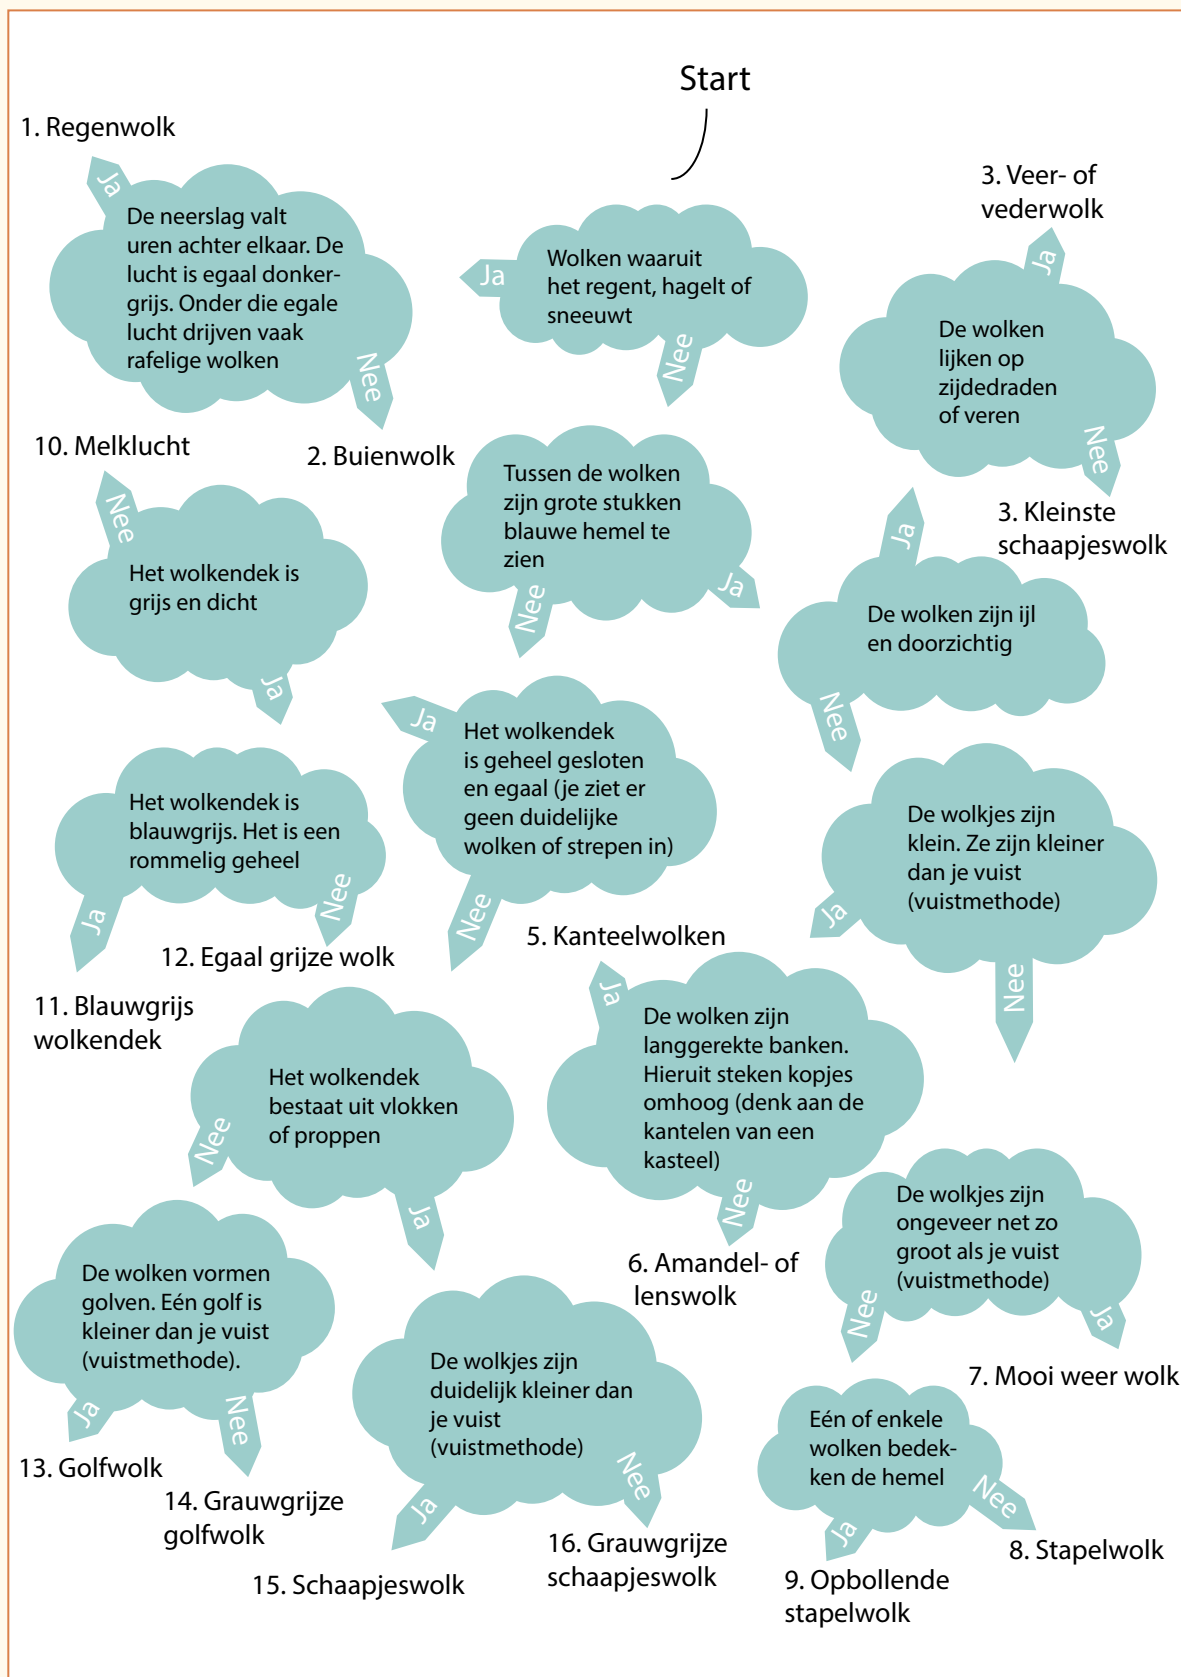 Start
1. Regenwolk
Ja
De neerslag valt
uren achter elkaar. De
lucht is egaal donker-
grijs. Onder die egale
lucht drijven vaak
rafelige wolken
Nee
2. Buienwolk
Ja
Wolken waaruit
het regent, hagelt of
sneeuwt
Nee
3. Veer- of
vederwolk
Ja
De wolken
lijken op
zijdedraden
of veren
Nee
3. Kleinste
schaapjeswolk
10. Melklucht
Nee
Het wolkendek is
grijs en dicht
Ja
Tussen de wolken
zijn grote stukken
blauwe hemel te
zien
Nee
Ja
Ja
De wolken zijn ijl
en doorzichtig
Nee
Het wolkendek is
blauwgrijs. Het is een
rommelig geheel
Ja
Nee
12. Egaal grijze wolk
11. Blauwgrijs
wolkendek
Ja
Het wolkendek
is geheel gesloten
en egaal (je ziet er
geen duidelijke
wolken of strepen in)
Nee
De wolkjes zijn
klein. Ze zijn kleiner
dan je vuist
(vuistmethode)
Ja
Nee
5. Kanteelwolken
Ja
De wolken zijn
langgerekte banken.
Hieruit steken kopjes
omhoog (denk aan de
kantelen van een
kasteel)
Nee
6. Amandel- of
lenswolk
Het wolkendek
bestaat uit vlokken
of proppen
Nee
Ja
De wolkjes zijn
ongeveer net zo
groot als je vuist
(vuistmethode)
Nee
Ja
7. Mooi weer wolk
De wolken vormen
golven. Eén golf is
kleiner dan je vuist
(vuistmethode).
Ja
Nee
13. Golfwolk
14. Grauwgrijze
golfwolk
De wolkjes zijn
duidelijk kleiner dan
je vuist
(vuistmethode)
Ja
Nee
15. Schaapjeswolk
16. Grauwgrijze
schaapjeswolk
Eén of enkele
wolken bedek-
ken de hemel
Ja
Nee
8. Stapelwolk
9. Opbollende
stapelwolk